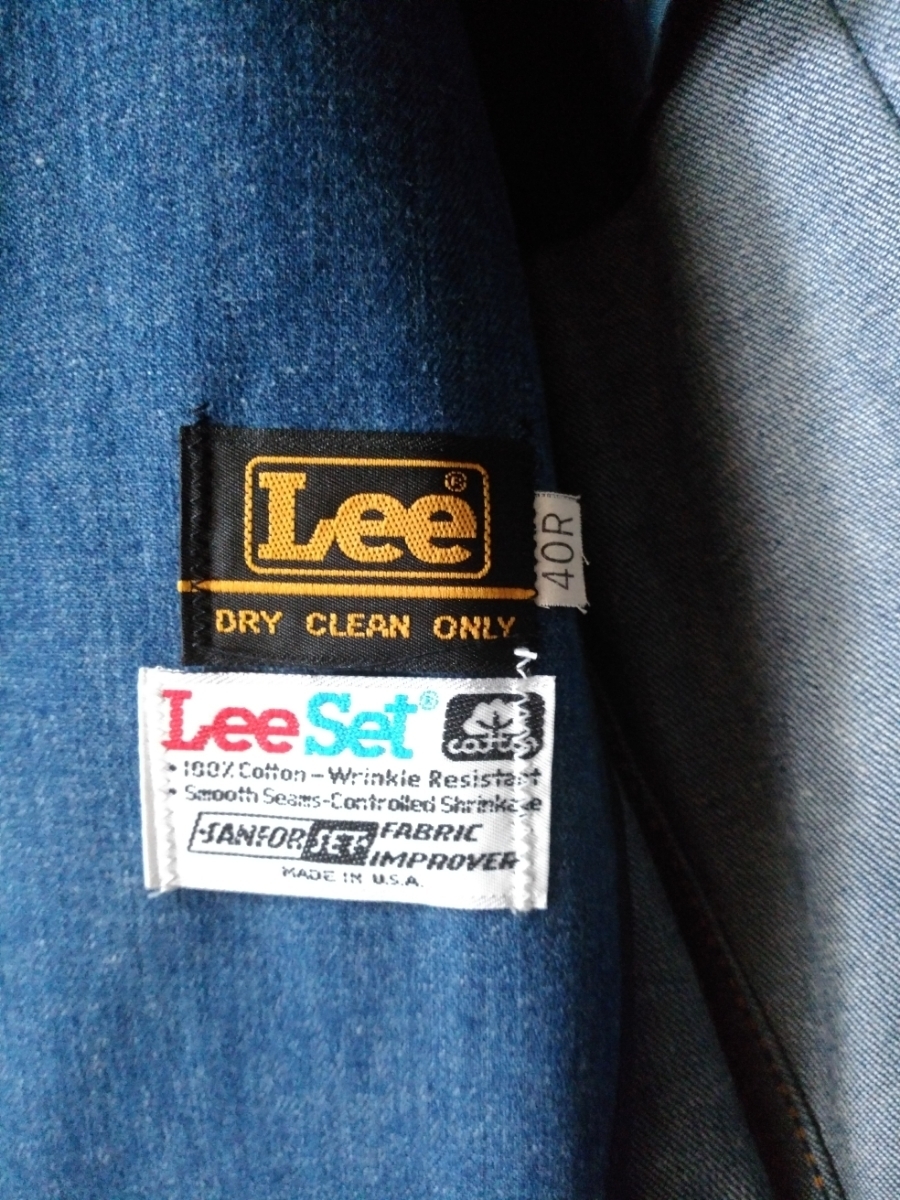 Lee®
40R
DRY CLEAN ONLY
LeeSet®
cotton
• 100% Cotton – Wrinkle Resistant
• Smooth Seams-Controlled Shrinkage
SANFOR SET FABRIC
IMPROVER
MADE IN U.S.A.